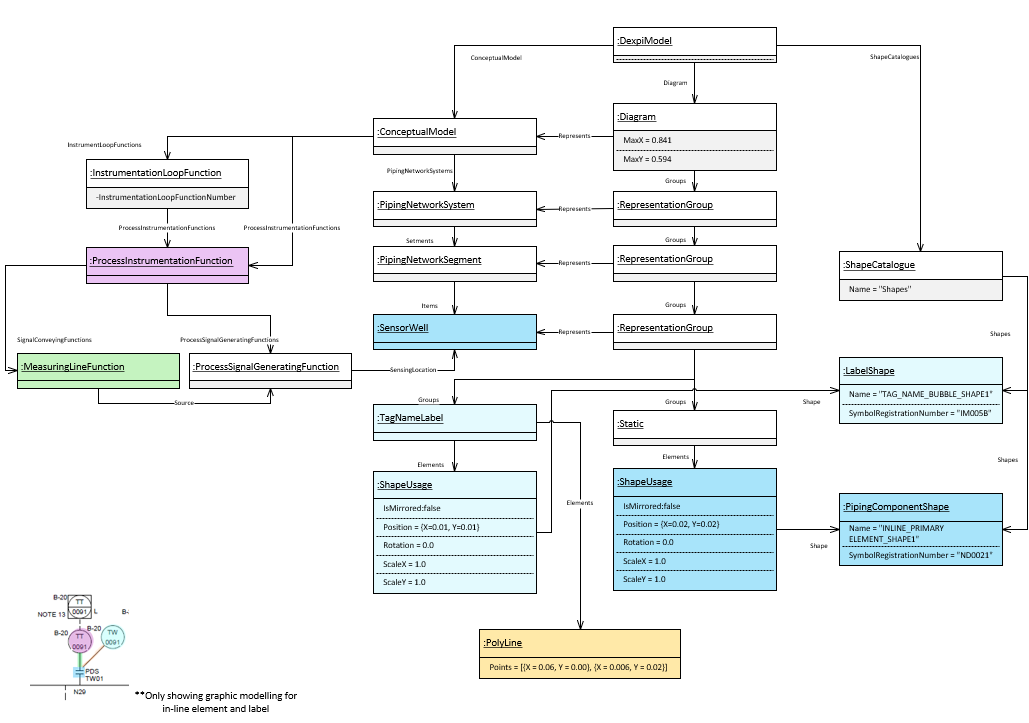 :DexpiModel
ConceptualModel
ShapeCatalogues
Diagram
:Diagram
MaxX = 0.841
MaxY = 0.594
:ConceptualModel
Represents
InstrumentLoopFunctions
:InstrumentationLoopFunction
-InstrumentationLoopFunctionNumber
PipingNetworkSystems
Groups
:PipingNetworkSystem
Represents
:RepresentationGroup
ProcessInstrumentationFunctions
ProcessInstrumentationFunctions
Setments
Groups
:ProcessInstrumentationFunction
:PipingNetworkSegment
Represents
:RepresentationGroup
:ShapeCatalogue
Name = "Shapes"
Items
Groups
:SensorWell
Represents
:RepresentationGroup
Shapes
SignalConveyingFunctions
ProcessSignalGeneratingFunctions
:MeasuringLineFunction
:ProcessSignalGeneratingFunction
SensingLocation
Source
:LabelShape
Name = "TAG_NAME_BUBBLE_SHAPE1"
SymbolRegistrationNumber = "IM005B"
Groups
Groups
Shape
:TagNameLabel
:Static
Elements
Elements
Shapes
:ShapeUsage
IsMirrored:false
Position = {X=0.01, Y=0.01}
Rotation = 0.0
ScaleX = 1.0
ScaleY = 1.0
Elements
:ShapeUsage
IsMirrored:false
Position = {X=0.02, Y=0.02}
Rotation = 0.0
ScaleX = 1.0
ScaleY = 1.0
Shape
:PipingComponentShape
Name = "INLINE_PRIMARY
ELEMENT_SHAPE1"
SymbolRegistrationNumber = "ND0021"
:PolyLine
Points = [{X = 0.06, Y = 0.00}, {X = 0.006, Y = 0.02}]
B-20
TT
0091
NOTE 13
L
B-
B-20
B-20
TT
0091
TW
0091
PDS
TW01
N29
**Only showing graphic modelling for
in-line element and label